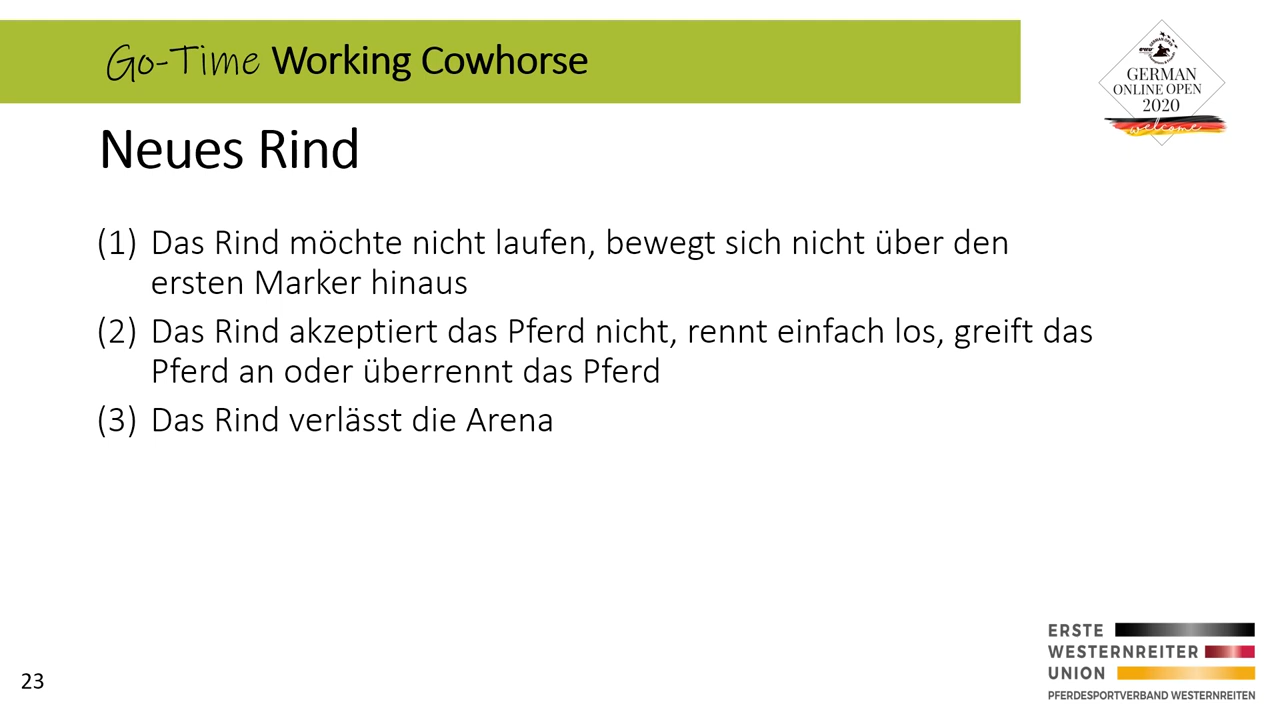 Go-Time Working Cowhorse
GERMAN
ONLINE OPEN
2020
welcome
Neues Rind
(1) Das Rind möchte nicht laufen, bewegt sich nicht über den
ersten Marker hinaus
(2) Das Rind akzeptiert das Pferd nicht, rennt einfach los, greift das
Pferd an oder überrennt das Pferd
(3) Das Rind verlässt die Arena
ERSTE
WESTERNREITER
UNION
PFERDESPORTVERBAND WESTERNREITEN
23